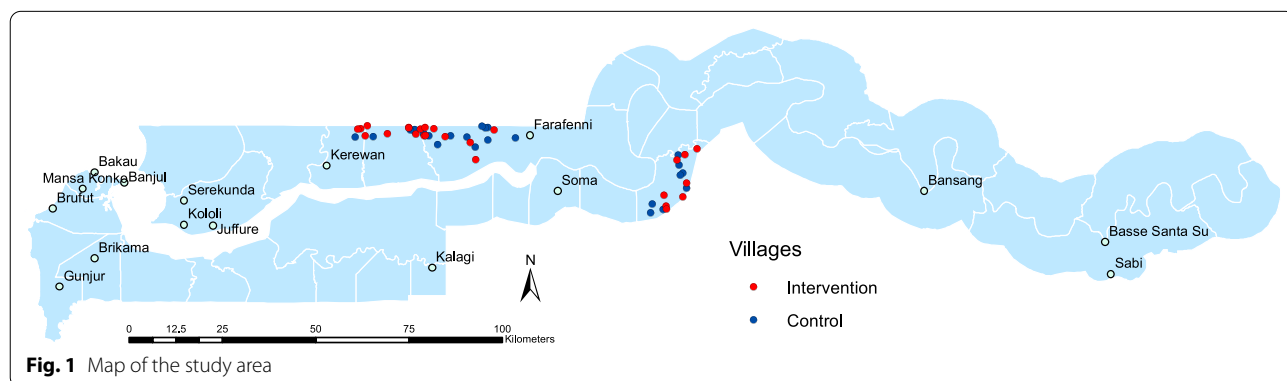 Farafenni
Kerewan
Bakau
Mansa Konko
Banjul
Serekunda
Brufut
Soma
Bansang
Kololi
Juffure
Villages
Basse Santa Su
Brikama
Kalagi
N
Gunjur
Intervention
Sabi
Control
0 12.5 25 50 75 100
Kilometers
Fig. 1 Map of the study area